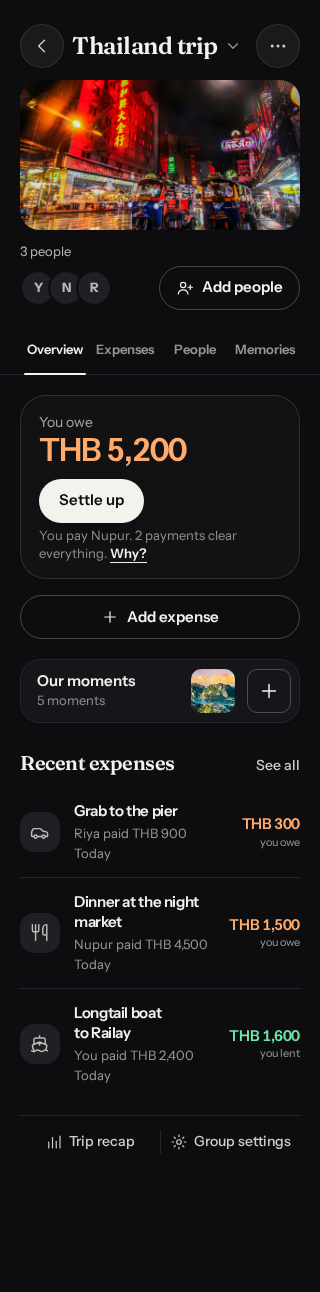 Thailand trip
3 people
Y N R
Add people
Overview Expenses People Memories
You owe
THB 5,200
Settle up
You pay Nupur. 2 payments clear
everything. Why?
Add expense
Our moments
5 moments
Recent expenses See all
Grab to the pier
Riya paid THB 900
Today
THB 300
you owe
Dinner at the night
market
Nupur paid THB 4,500
Today
THB 1,500
you owe
Longtail boat
to Railay
You paid THB 2,400
Today
THB 1,600
you lent
Trip recap Group settings